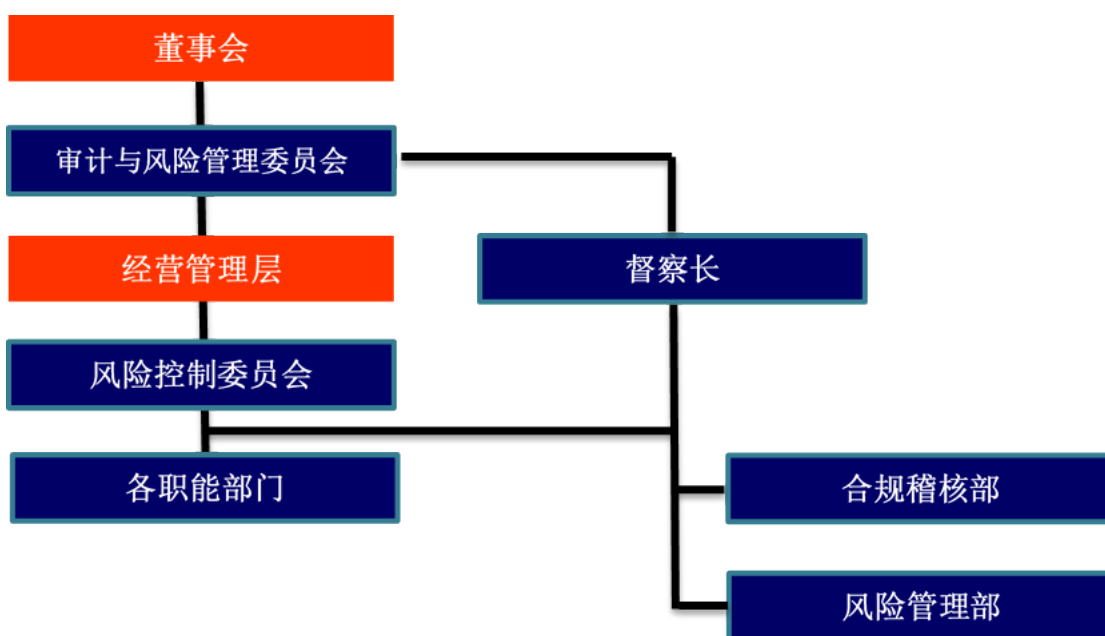 董事会
审计与风险管理委员会
经营管理层
督察长
风险控制委员会
各职能部门
合规稽核部
风险管理部